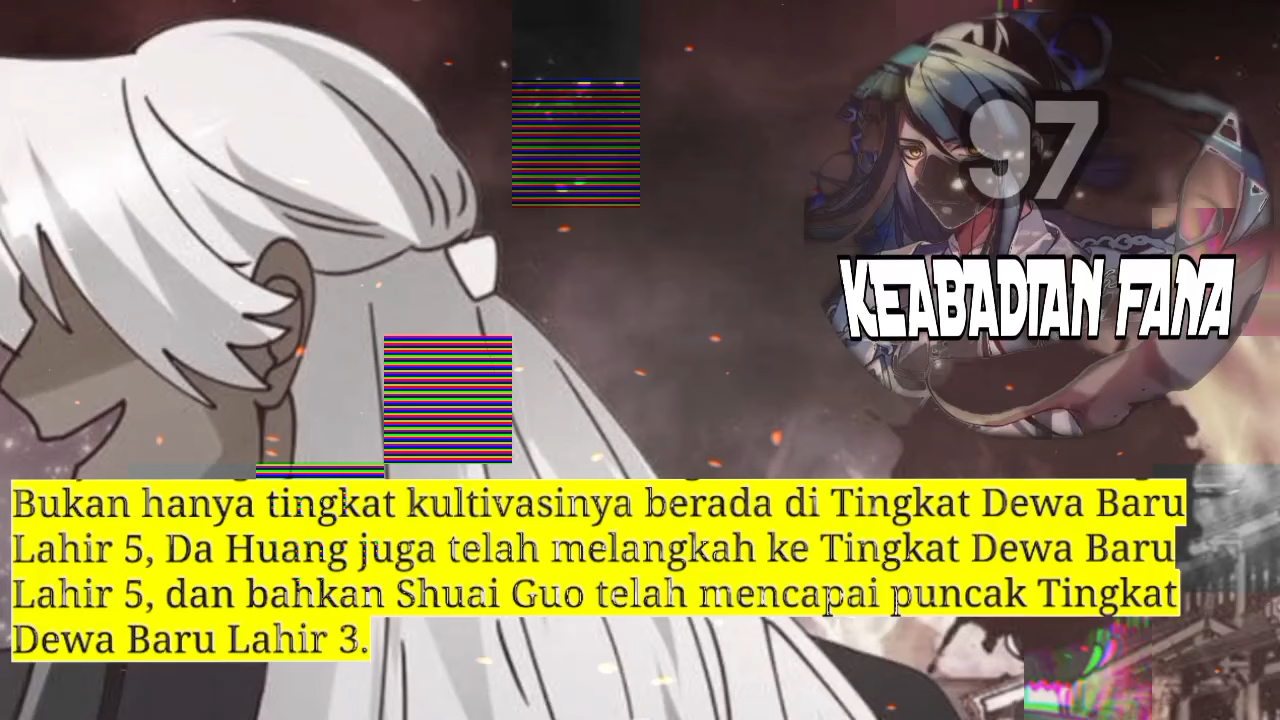 97
KEABADIAN FANA
Bukan hanya tingkat kultivasinya berada di Tingkat Dewa Baru
Lahir 5, Da Huang juga telah melangkah ke Tingkat Dewa Baru
Lahir 5, dan bahkan Shuai Guo telah mencapai puncak Tingkat
Dewa Baru Lahir 3.